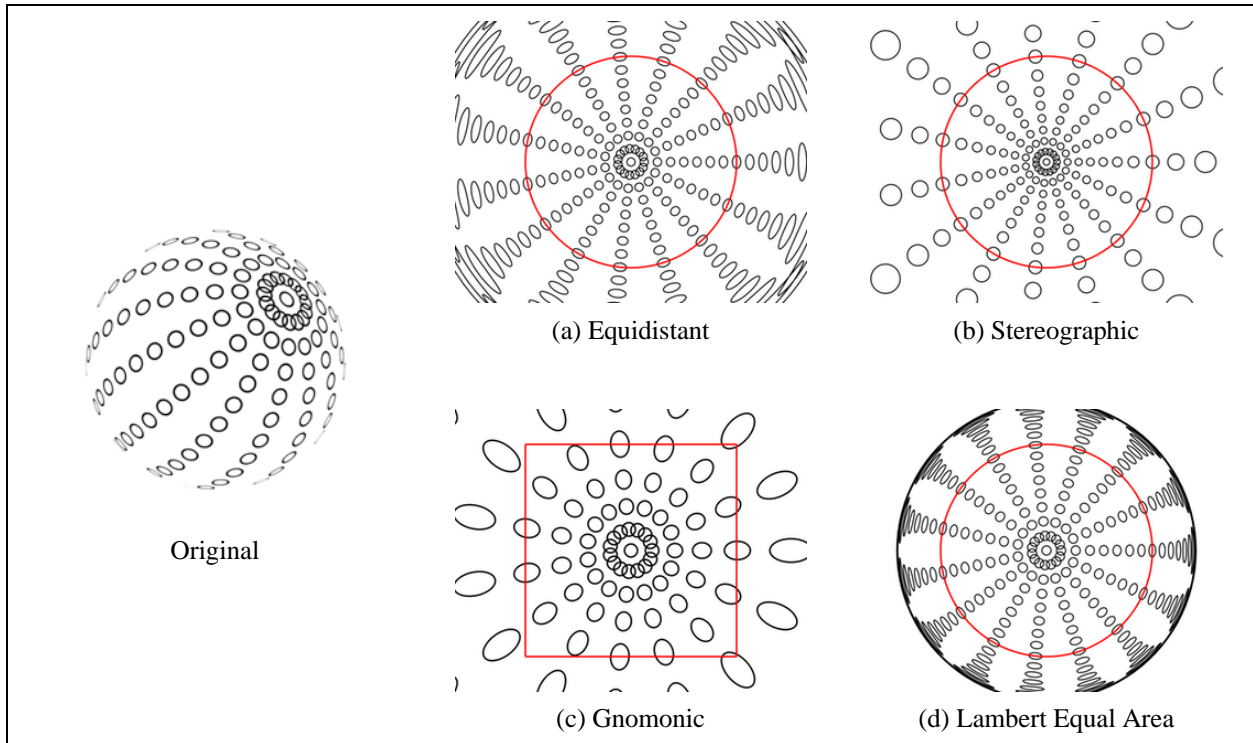 (a) Equidistant
(b) Stereographic
Original
(c) Gnomonic
(d) Lambert Equal Area